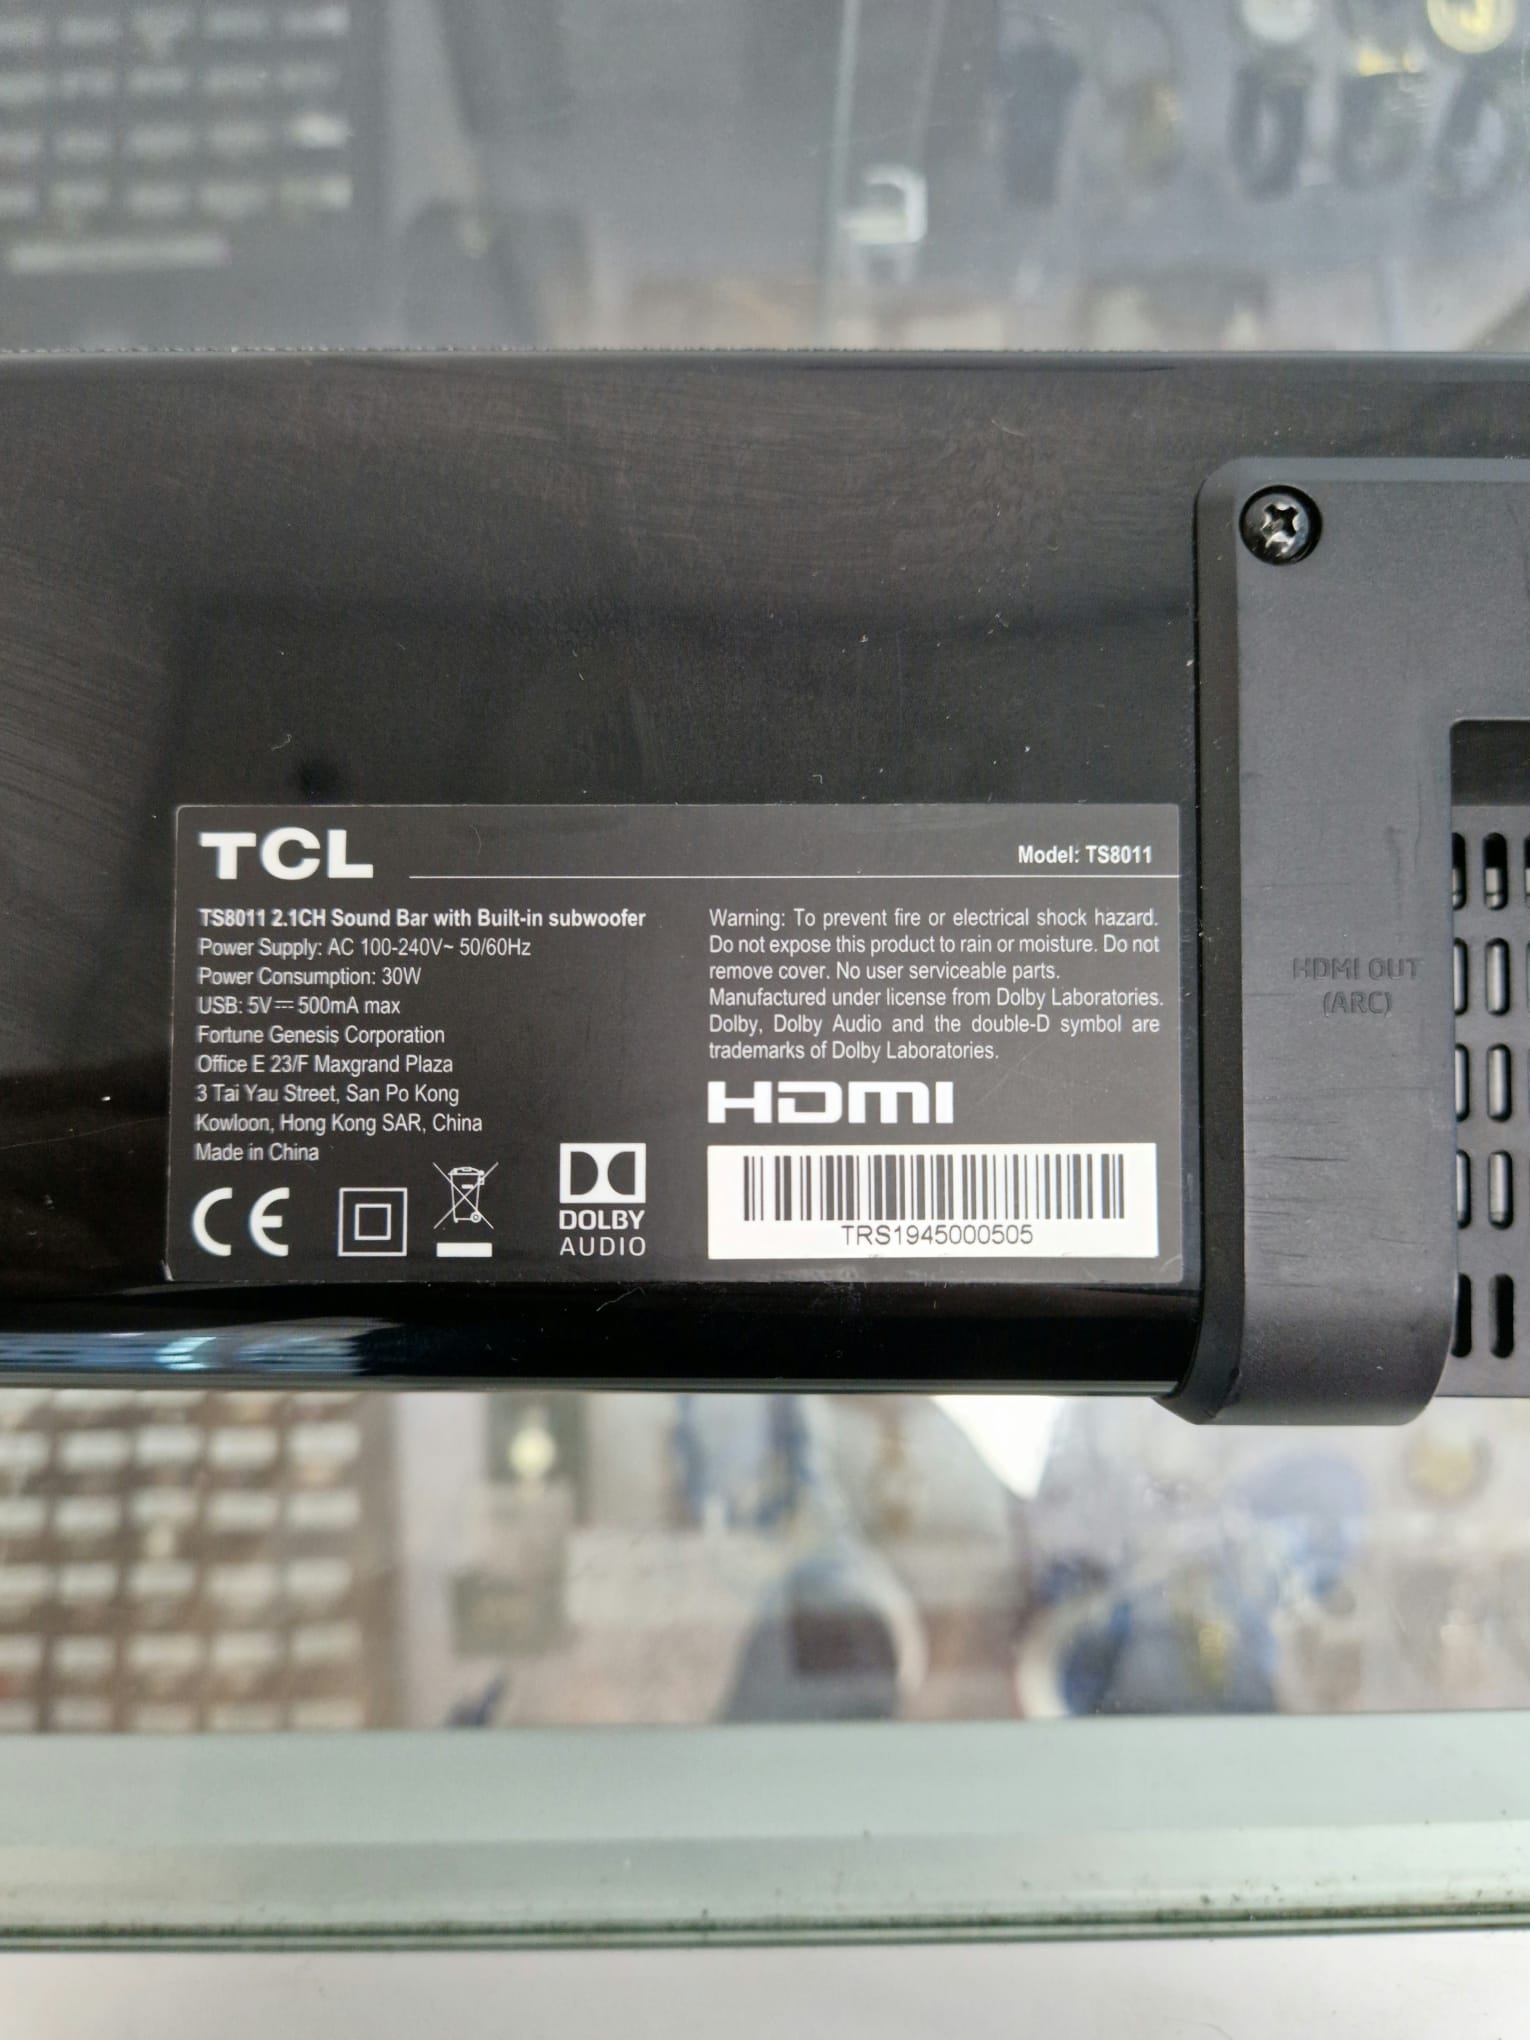 TCL
Model: TS8011
TS8011 2.1CH Sound Bar with Built-in subwoofer
Power Supply: AC 100-240V~ 50/60Hz
Power Consumption: 30W
USB: 5V⎓500mA max
Fortune Genesis Corporation
Office E 23/F Maxgrand Plaza
3 Tai Yau Street, San Po Kong
Kowloon, Hong Kong SAR, China
Made in China
CE
DOLBY
AUDIO
Warning: To prevent fire or electrical shock hazard.
Do not expose this product to rain or moisture. Do not
remove cover. No user serviceable parts.
Manufactured under license from Dolby Laboratories.
Dolby, Dolby Audio and the double-D symbol are
trademarks of Dolby Laboratories.
HDMI
TRS1945000505
HDMI OUT
(ARC)